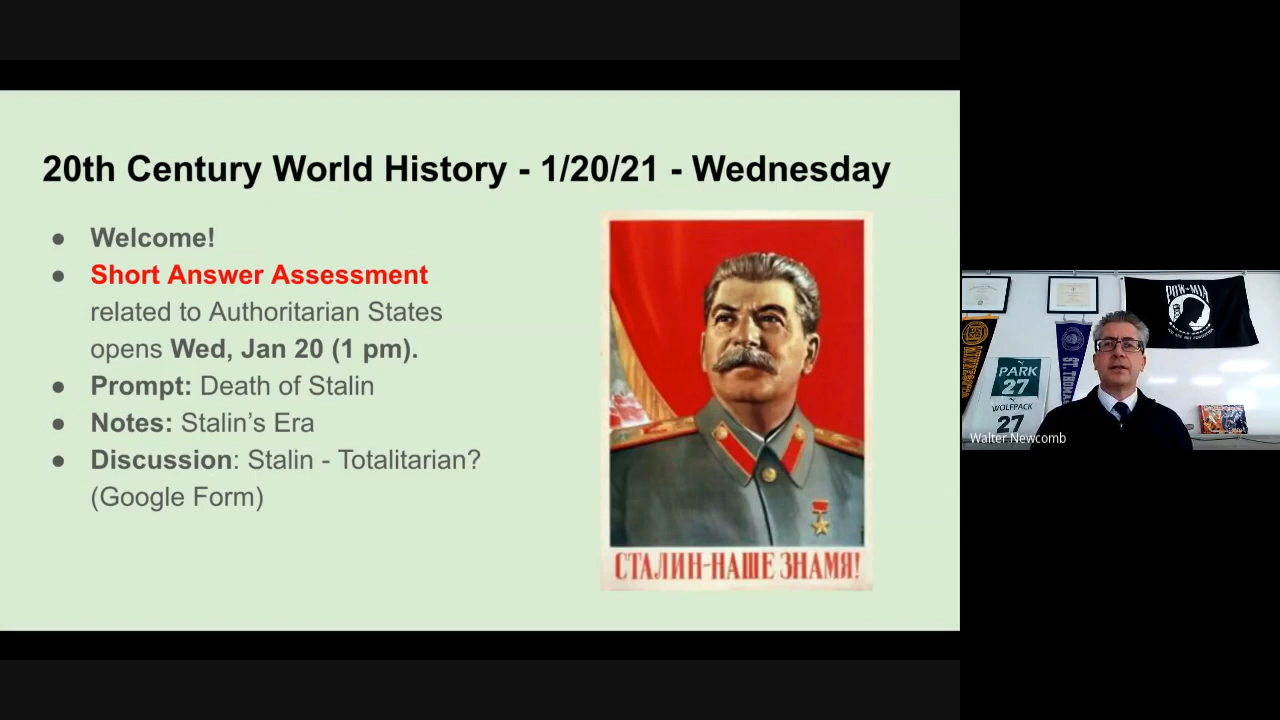 20th Century World History - 1/20/21 - Wednesday
● Welcome!
● Short Answer Assessment
related to Authoritarian States
opens Wed, Jan 20 (1 pm).
● Prompt: Death of Stalin
● Notes: Stalin's Era
● Discussion: Stalin - Totalitarian?
(Google Form)
СТАЛИН-НАШЕ ЗНАМЯ!
POW-MIA
PARK
27
WOLFPACK
27
ST. THOMAS
Walter Newcomb